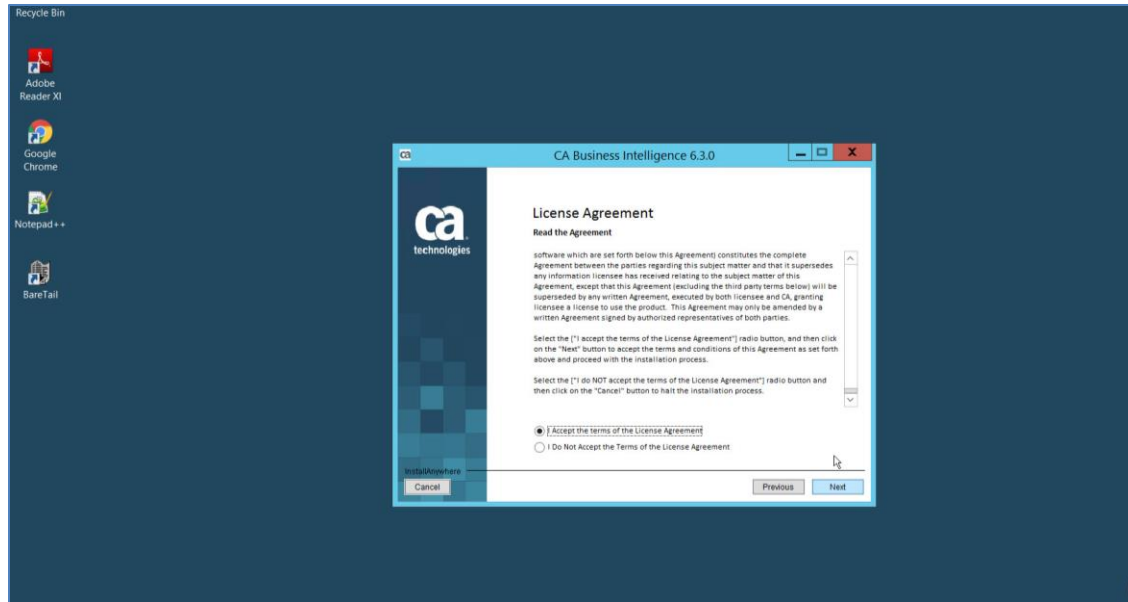 Recycle Bin
Adobe
Reader XI
Google
Chrome
Notepad++
BareTail
ca
CA Business Intelligence 6.3.0
X
ca
technologies
License Agreement
Read the Agreement
software which are set forth below this Agreement) constitutes the complete
Agreement between the parties regarding this subject matter and that it supersedes
any information licensee has received relating to the subject matter of this
Agreement, except that this Agreement (excluding the third party terms below) will be
superseded by any written Agreement, executed by both licensee and CA, granting
licensee a license to use the product.  This Agreement may only be amended by a
written Agreement signed by authorized representatives of both parties.
Select the ["I accept the terms of the License Agreement"] radio button, and then click
on the "Next" button to accept the terms and conditions of this Agreement as set forth
above and proceed with the installation process.
Select the ["I do NOT accept the terms of the License Agreement"] radio button and
then click on the "Cancel" button to halt the installation process.
I Accept the terms of the License Agreement
I Do Not Accept the Terms of the License Agreement
InstallAnywhere
Cancel
Previous
Next